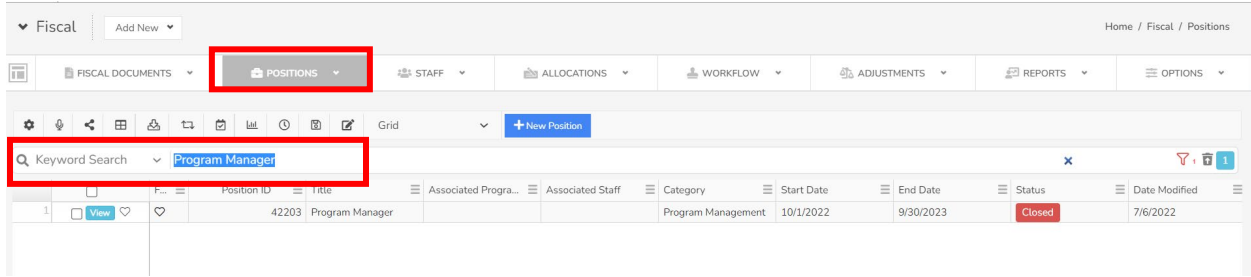 Fiscal Add New Home / Fiscal / Positions
FISCAL DOCUMENTS POSITIONS STAFF ALLOCATIONS WORKFLOW ADJUSTMENTS REPORTS OPTIONS
Grid + New Position
Keyword Search Program Manager 1 1
F... Position ID Title Associated Progra... Associated Staff Category Start Date End Date Status Date Modified
1 View 42203 Program Manager Program Management 10/1/2022 9/30/2023 Closed 7/6/2022